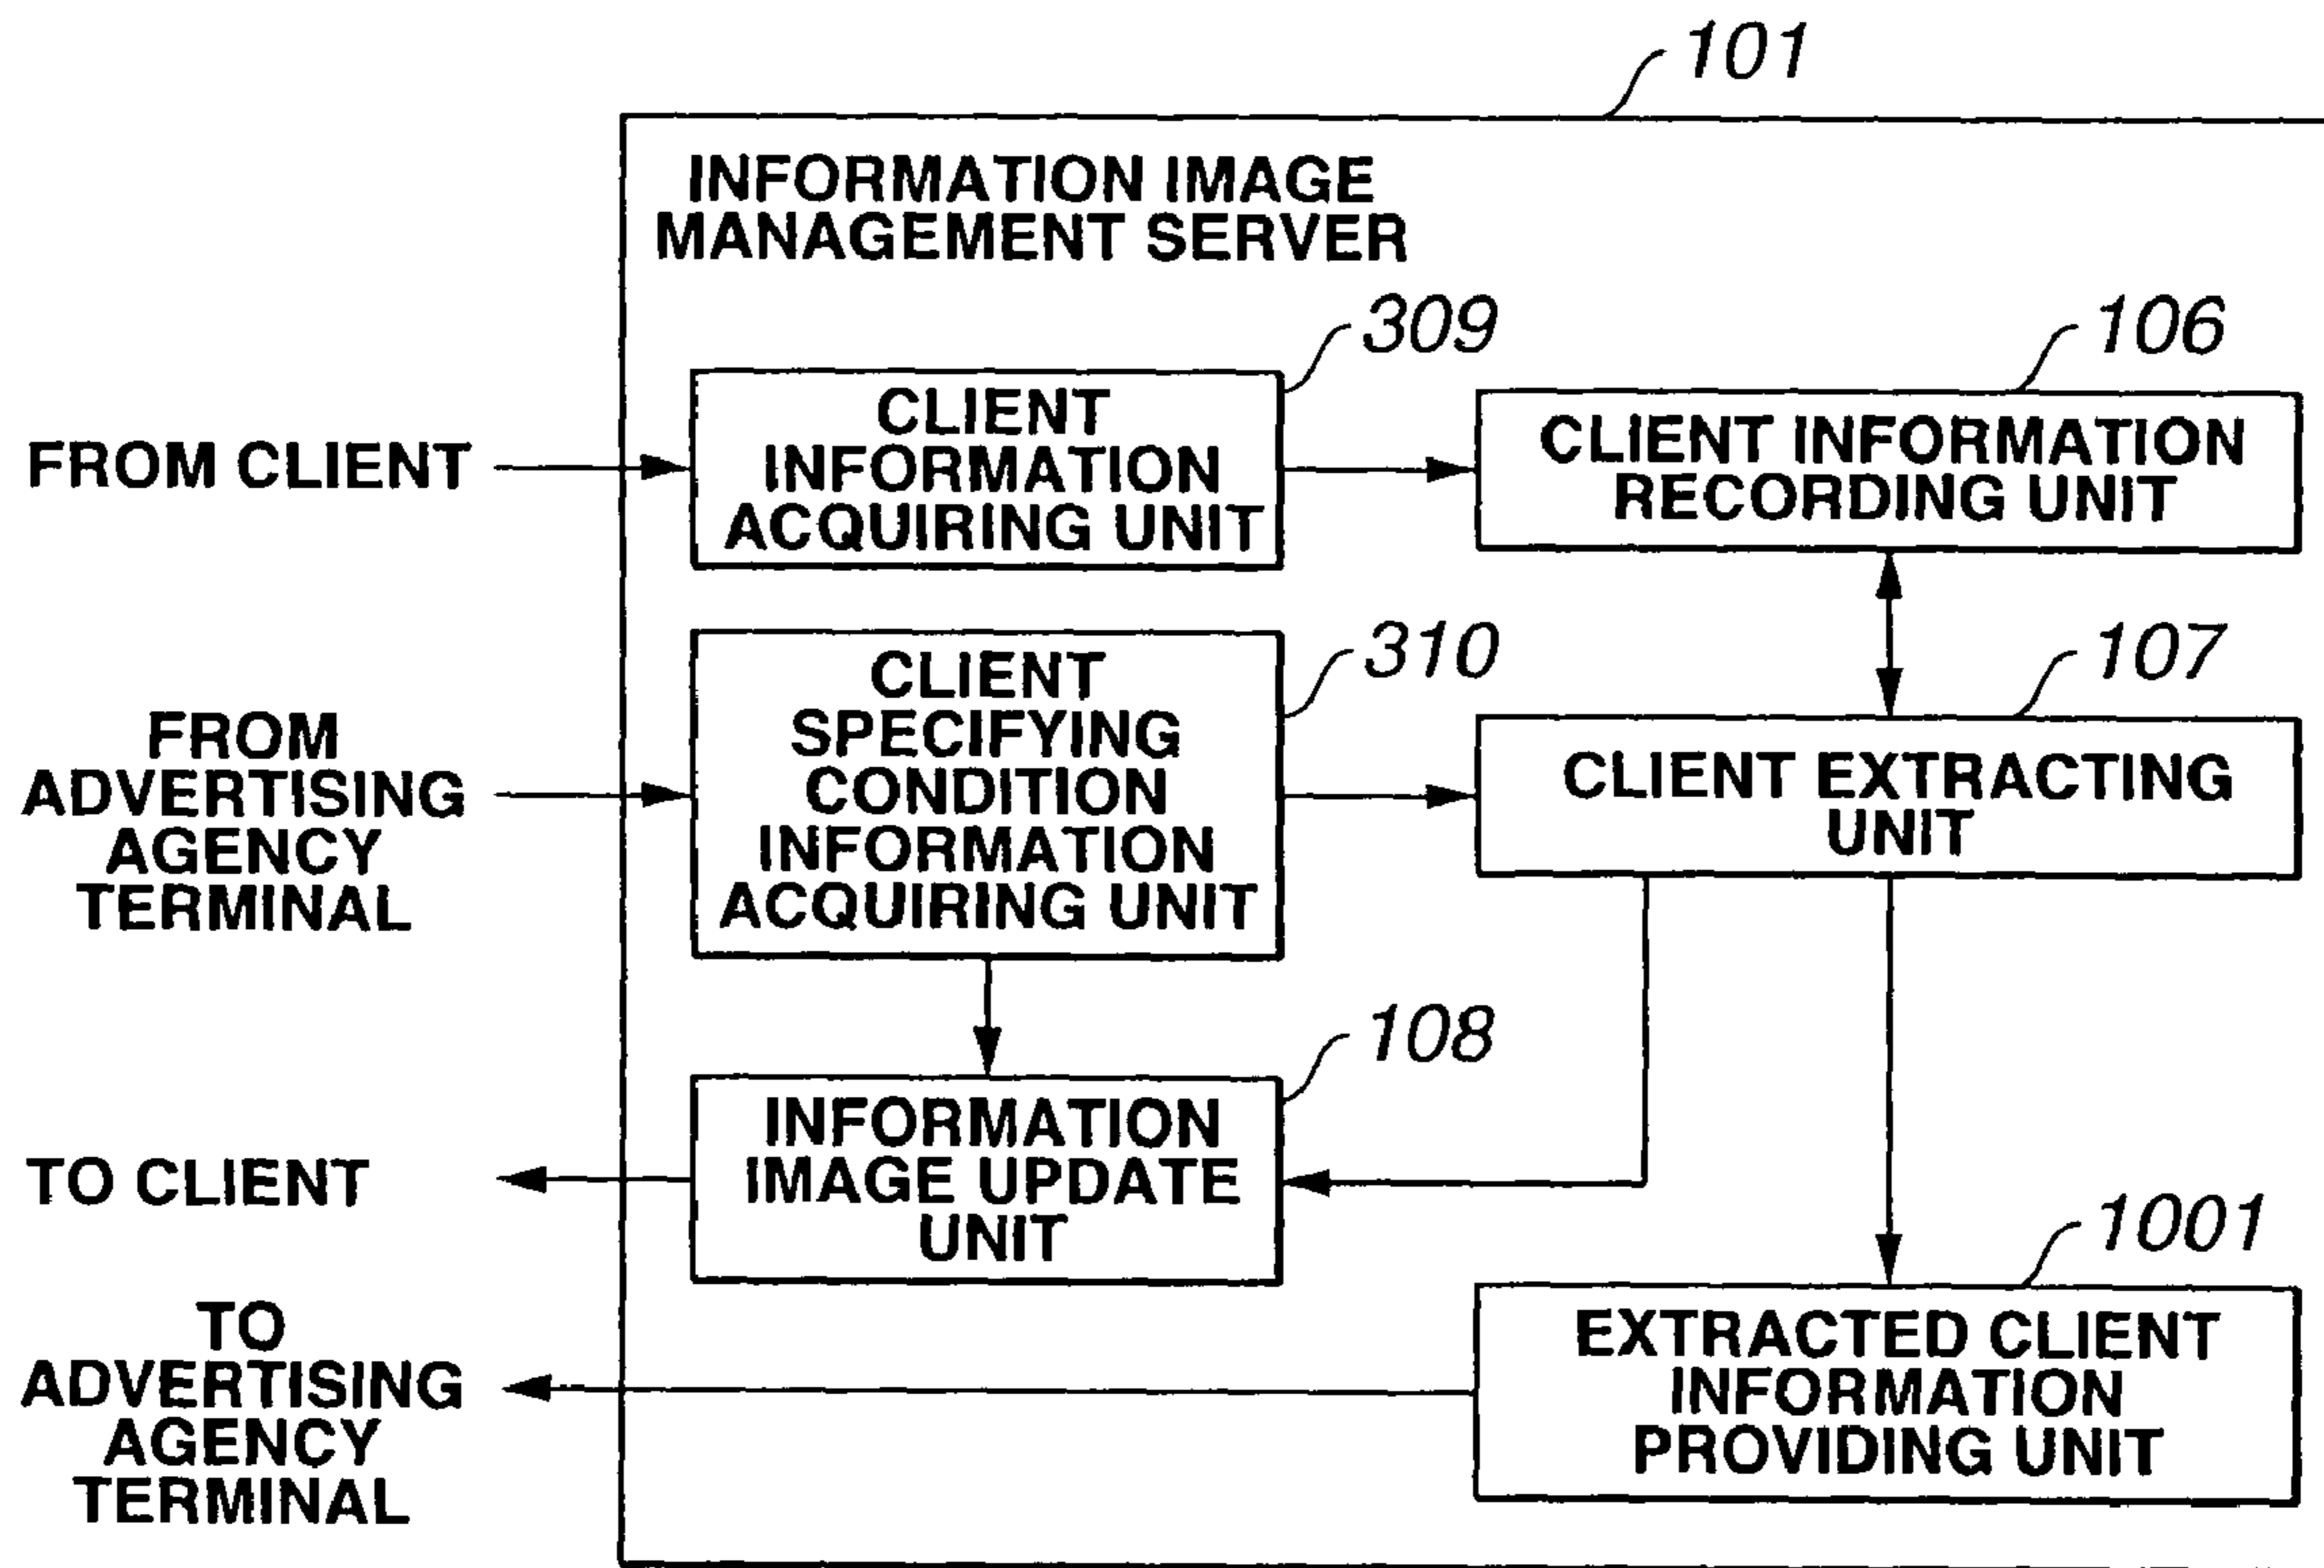 101
INFORMATION IMAGE
MANAGEMENT SERVER
309
106
FROM CLIENT
CLIENT
INFORMATION
ACQUIRING UNIT
CLIENT INFORMATION
RECORDING UNIT
310
107
FROM
ADVERTISING
AGENCY
TERMINAL
CLIENT
SPECIFYING
CONDITION
INFORMATION
ACQUIRING UNIT
CLIENT EXTRACTING
UNIT
108
TO CLIENT
INFORMATION
IMAGE UPDATE
UNIT
1001
TO
ADVERTISING
AGENCY
TERMINAL
EXTRACTED CLIENT
INFORMATION
PROVIDING UNIT